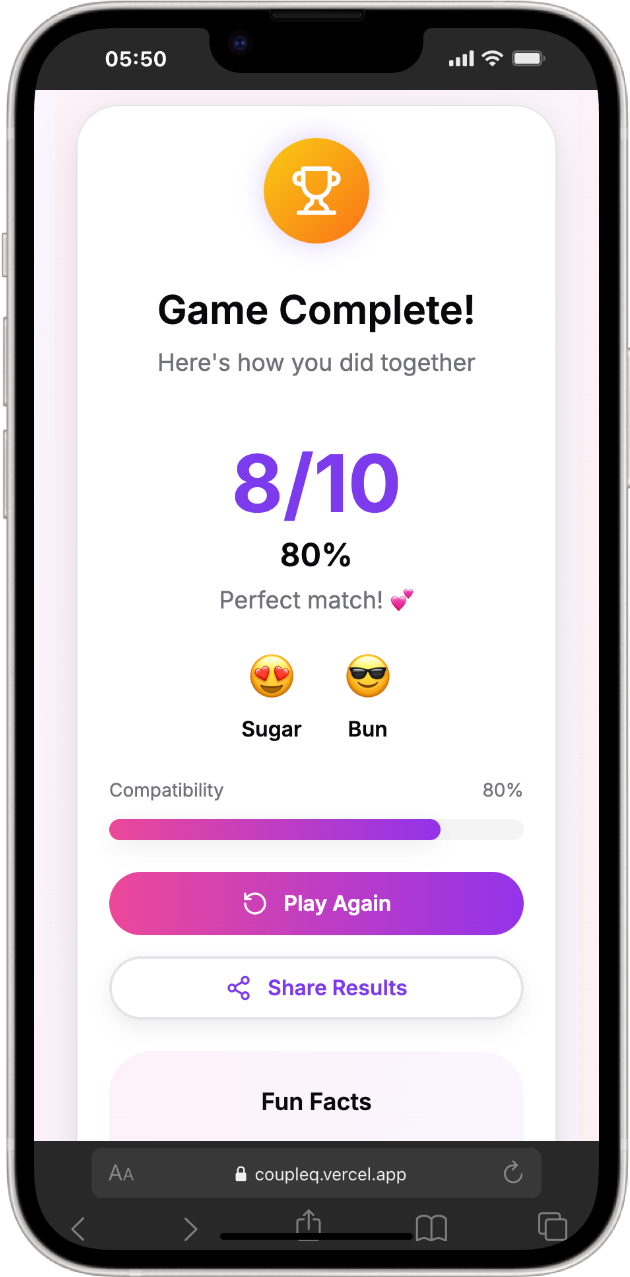 05:50
Game Complete!
Here's how you did together
8/10
80%
Perfect match! 💕
Sugar Bun
Compatibility 80%
Play Again
Share Results
Fun Facts
AA coupleq.vercel.app